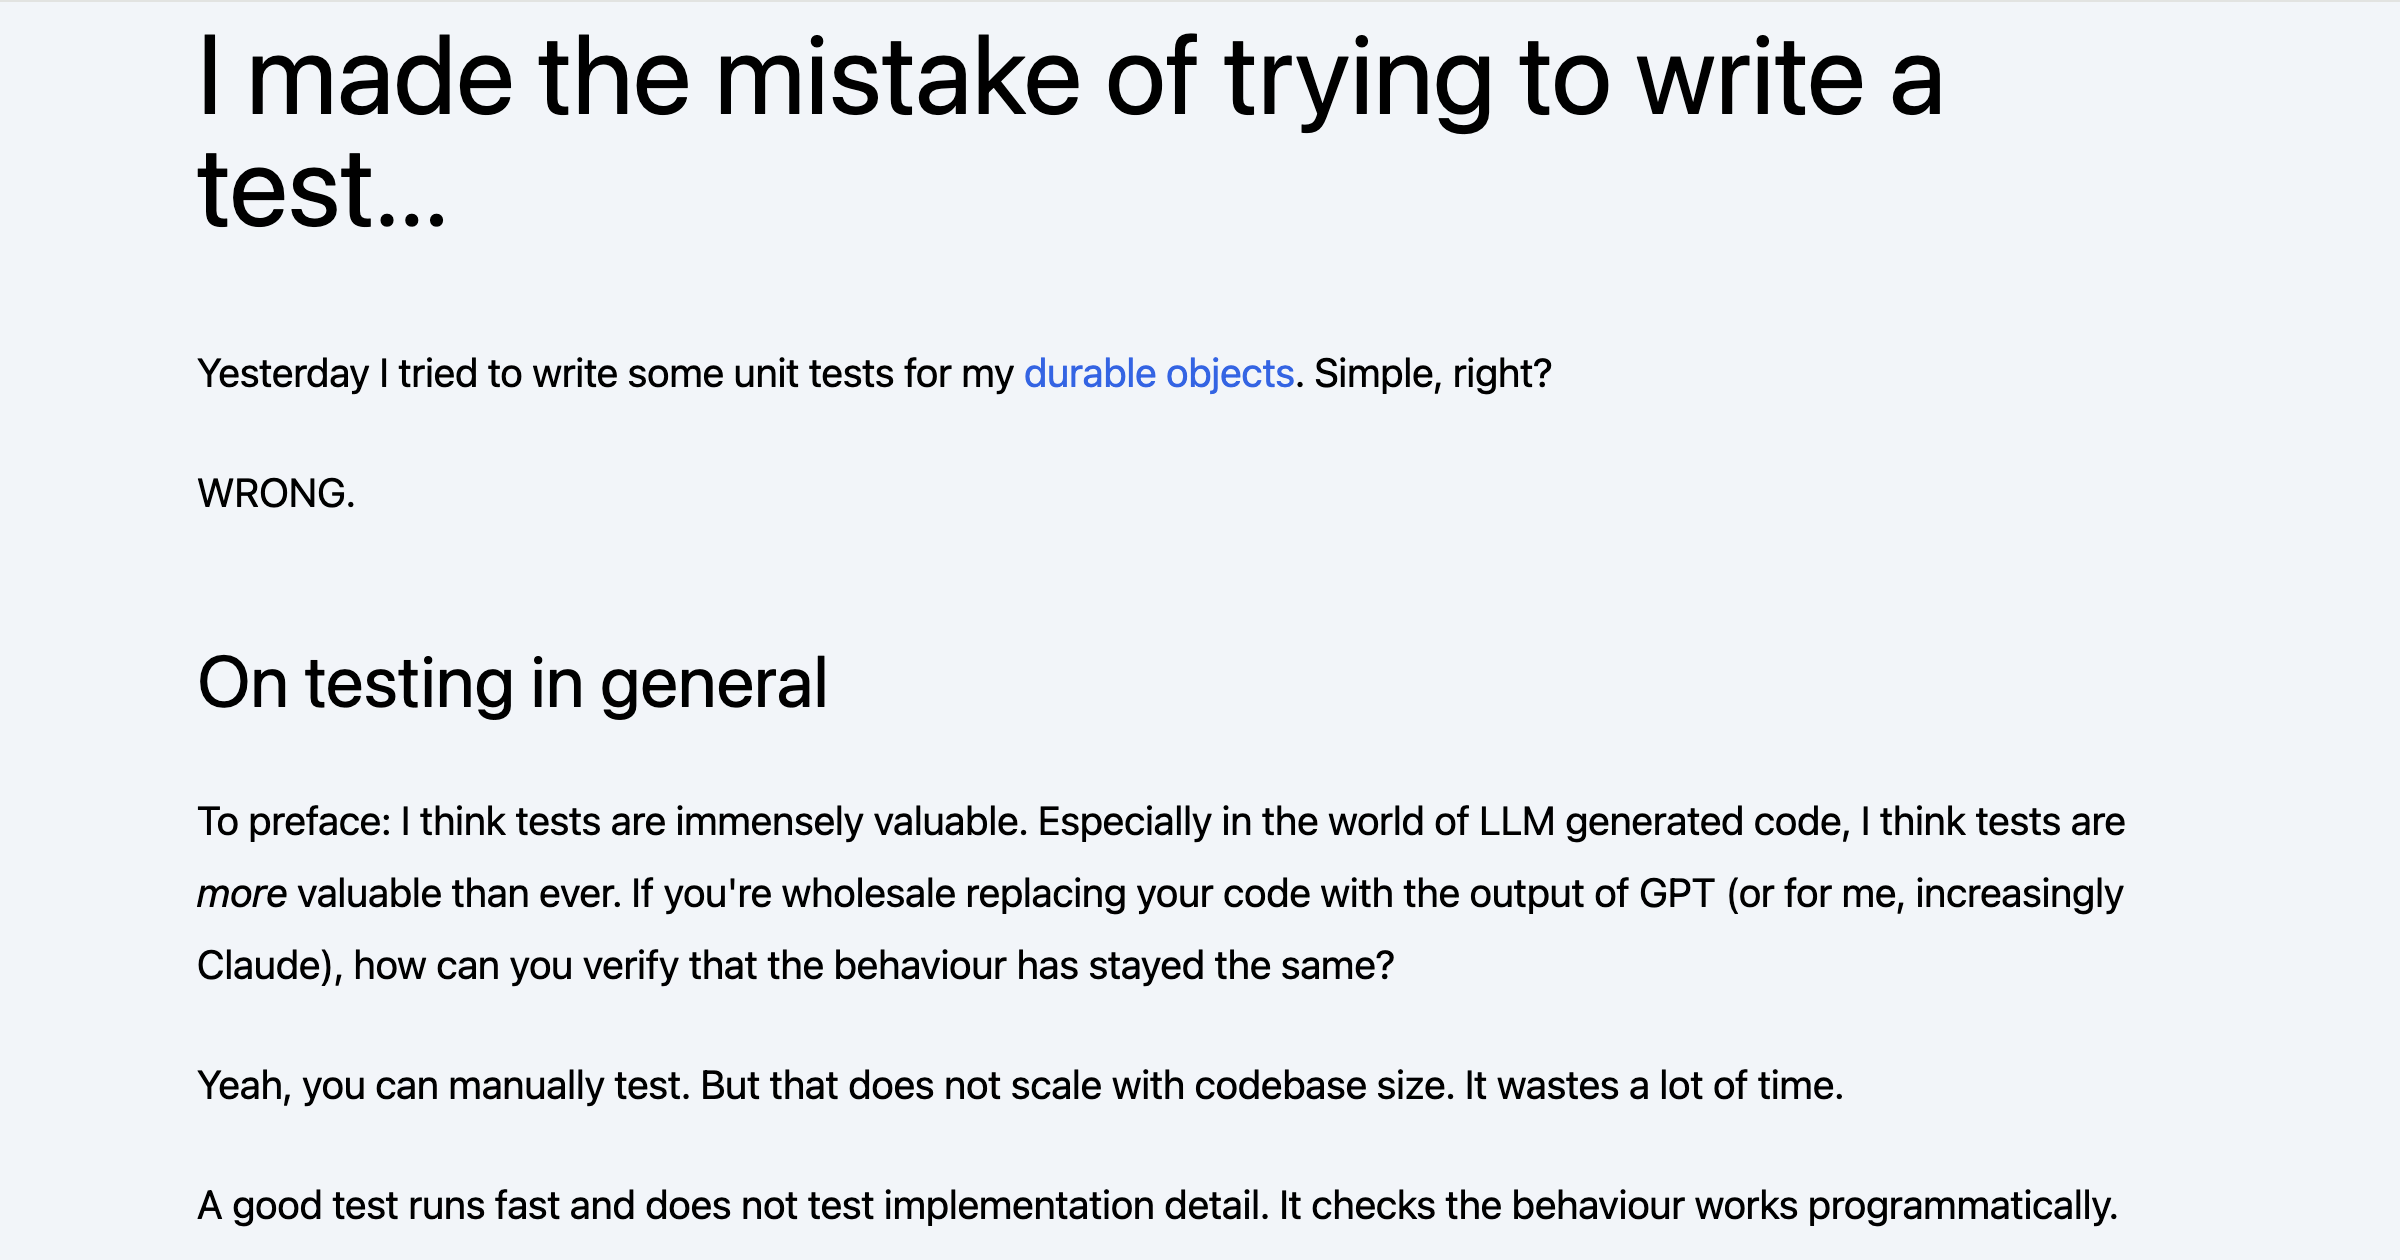 I made the mistake of trying to write a
test...
Yesterday I tried to write some unit tests for my durable objects. Simple, right?
WRONG.
On testing in general
To preface: I think tests are immensely valuable. Especially in the world of LLM generated code, I think tests are
more valuable than ever. If you're wholesale replacing your code with the output of GPT (or for me, increasingly
Claude), how can you verify that the behaviour has stayed the same?
Yeah, you can manually test. But that does not scale with codebase size. It wastes a lot of time.
A good test runs fast and does not test implementation detail. It checks the behaviour works programmatically.